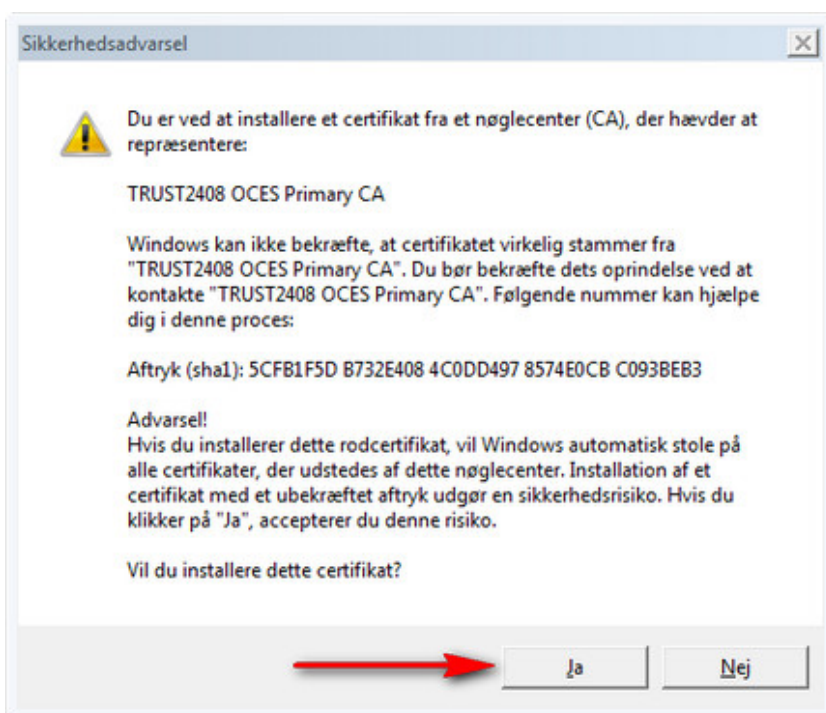 Sikkerhedsadvarsel
Du er ved at installere et certifikat fra et nøglecenter (CA), der hævder at
repræsentere:
TRUST2408 OCES Primary CA
Windows kan ikke bekræfte, at certifikatet virkelig stammer fra
"TRUST2408 OCES Primary CA". Du bør bekræfte dets oprindelse ved at
kontakte "TRUST2408 OCES Primary CA". Følgende nummer kan hjælpe
dig i denne proces:
Aftryk (sha1): 5CFB1F5D B732E408 4C0DD497 8574E0CB C093BEB3
Advarsel!
Hvis du installerer dette rodcertifikat, vil Windows automatisk stole på
alle certifikater, der udstedes af dette nøglecenter. Installation af et
certifikat med et ubekræftet aftryk udgør en sikkerhedsrisiko. Hvis du
klikker på "Ja", accepterer du denne risiko.
Vil du installere dette certifikat?
Ja
Nej